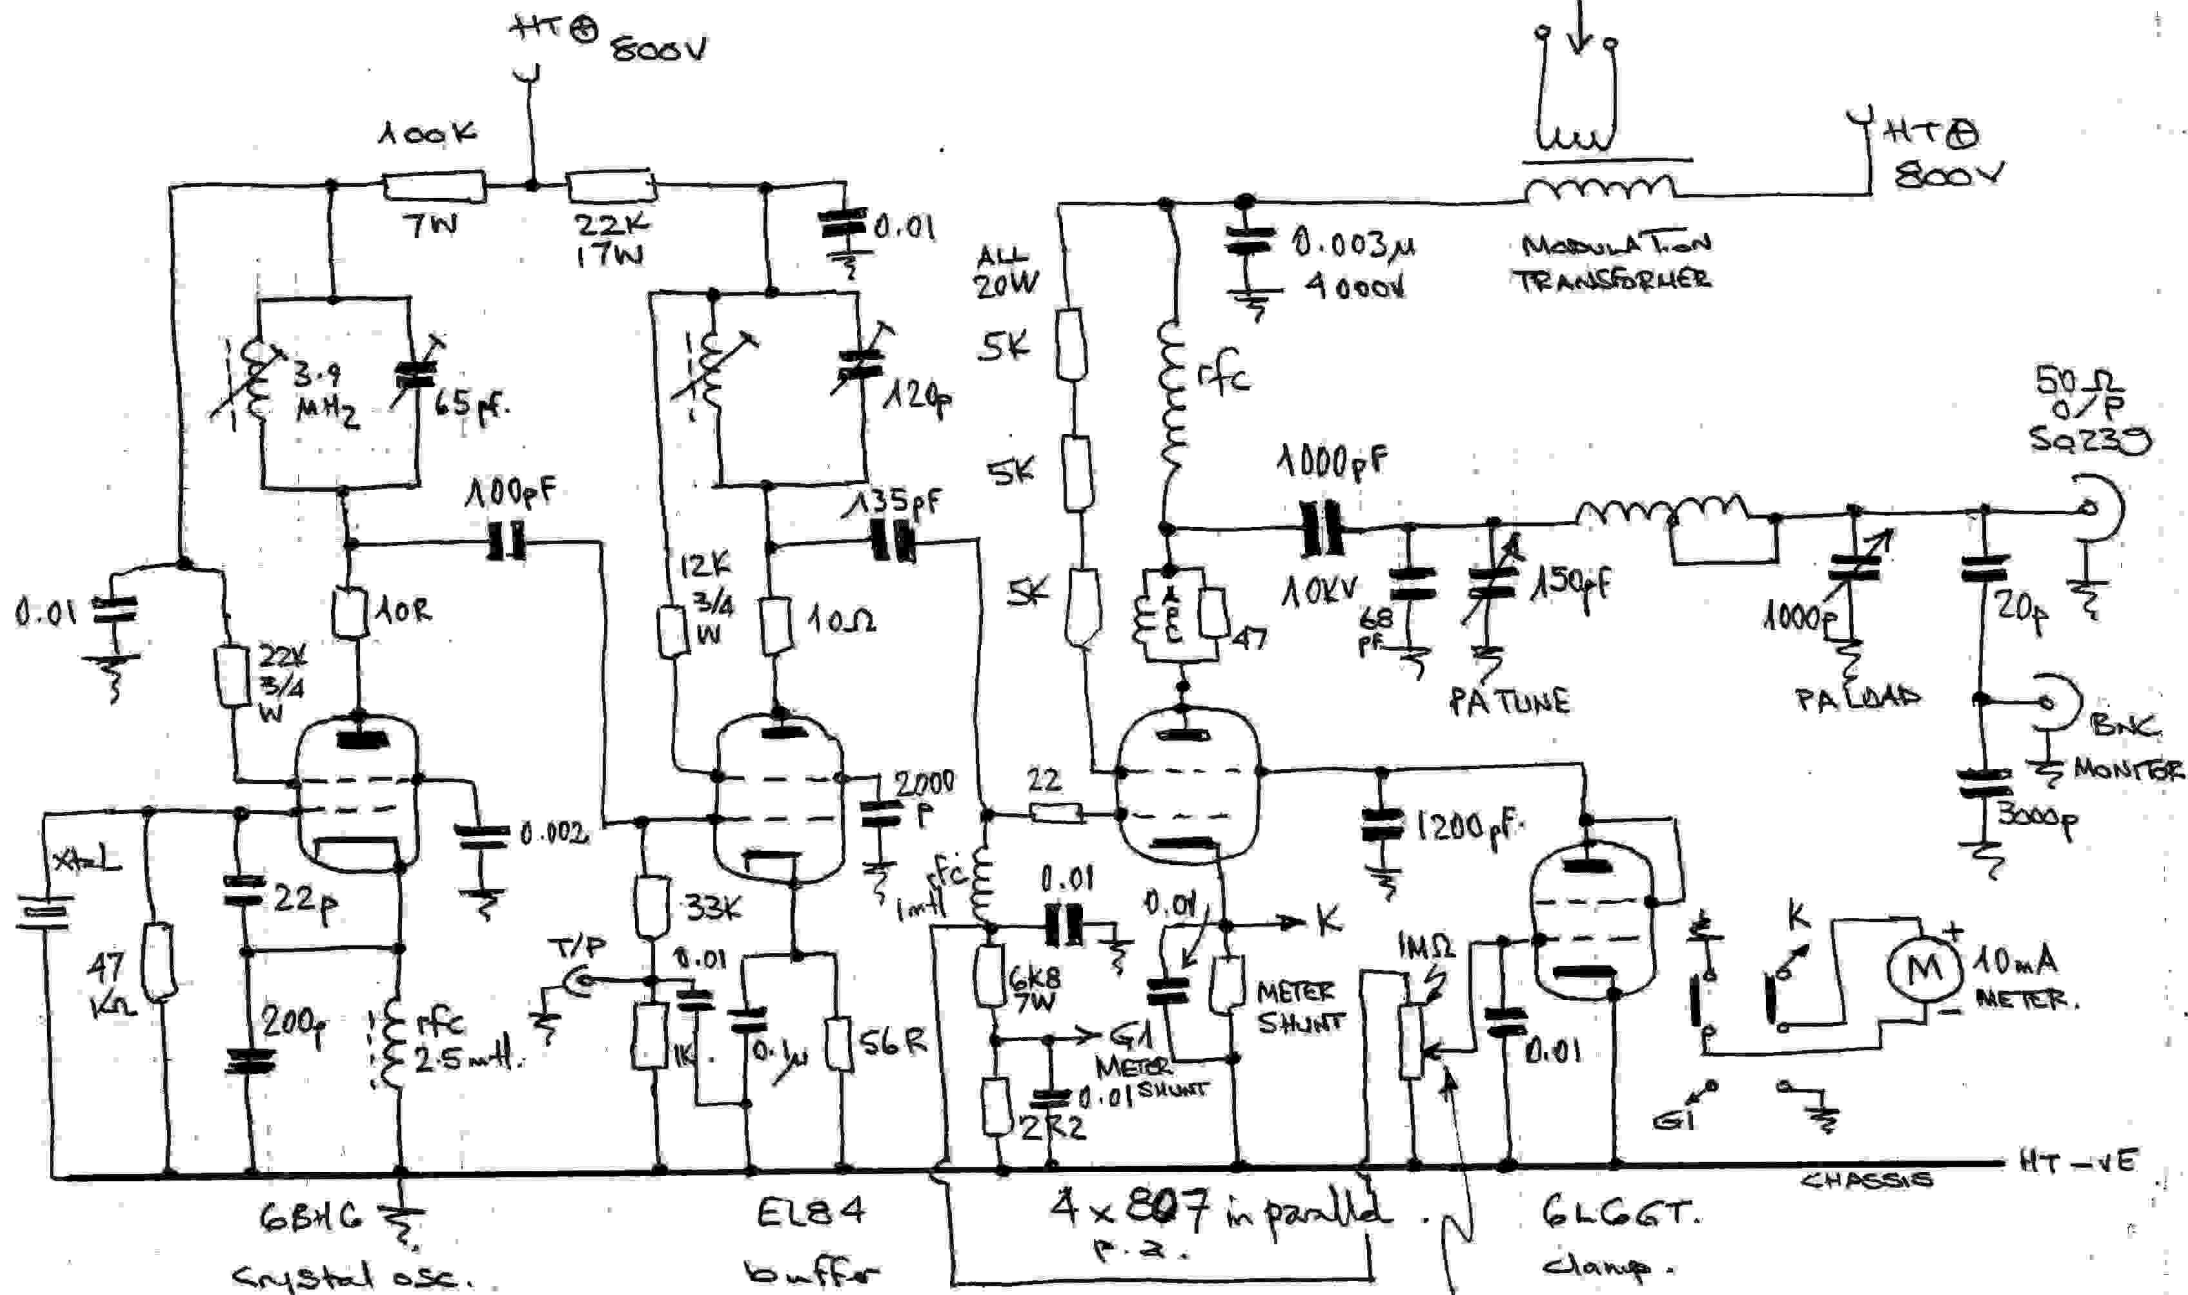 HT⊕
800V
100K
7W
22K
17W
0.01
3.9
μHz
65pf.
100pF
10R
0.01
22K
3/4
W
xtal
22p
47
KΩ
200p
rfc
2.5mH.
0.002
120p
135pF
12K
3/4
W
10Ω
2000
P
33K
T/P
0.01
1K.
0.1μ
56R
ALL
20W
5K
5K
5K
rfc
0.003μ
4000V
MODULATION
TRANSFORMER
HT⊕
800V
1000pF
10KV
47
68
PF
150pF
PA TUNE
1000p
PA LOAD
50Ω
O/P
SO239
20p
BNC
MONITOR
3000p
22
rfc
1mH
0.01
6K8
7W
G1
METER
SHUNT
0.01
2R2
0.01
K
METER
SHUNT
1200pF.
1MΩ
0.01
K
G1
M
+
-
10mA
METER.
HT -VE
CHASSIS
6BH6
crystal osc.
EL84
buffer
4 x 807 in parallel.
p.a.
6L6GT.
clamp.